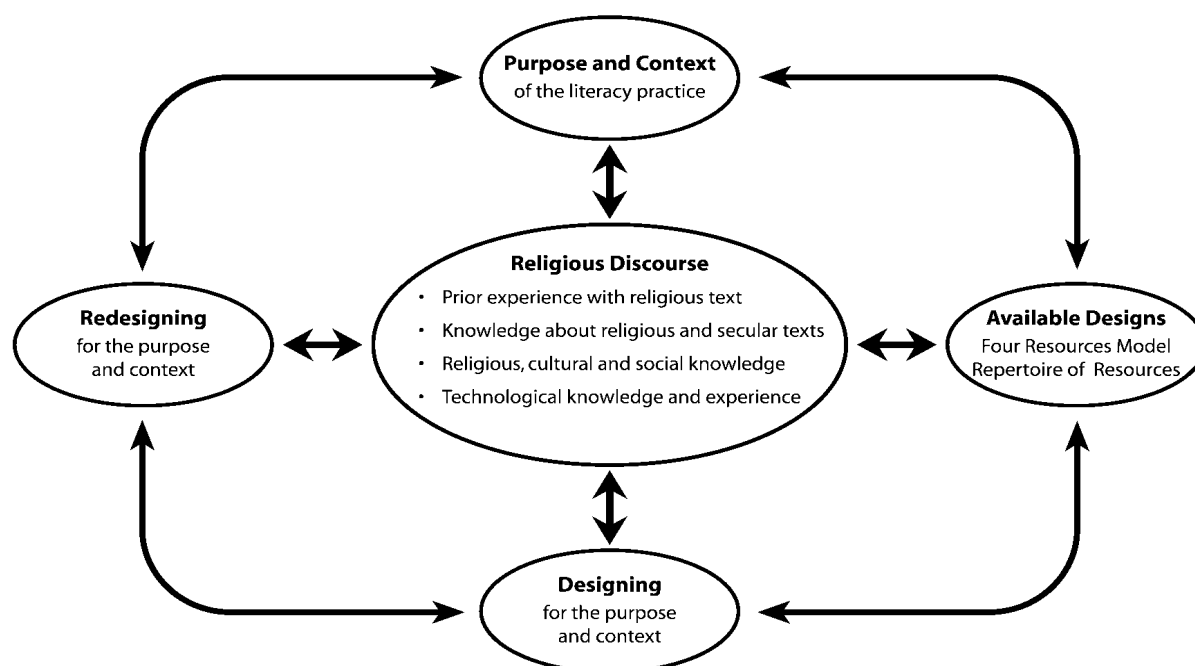 Purpose and Context
of the literacy practice
Religious Discourse
• Prior experience with religious text
• Knowledge about religious and secular texts
• Religious, cultural and social knowledge
• Technological knowledge and experience
Redesigning
for the purpose
and context
Available Designs
Four Resources Model
Repertoire of Resources
Designing
for the purpose
and context